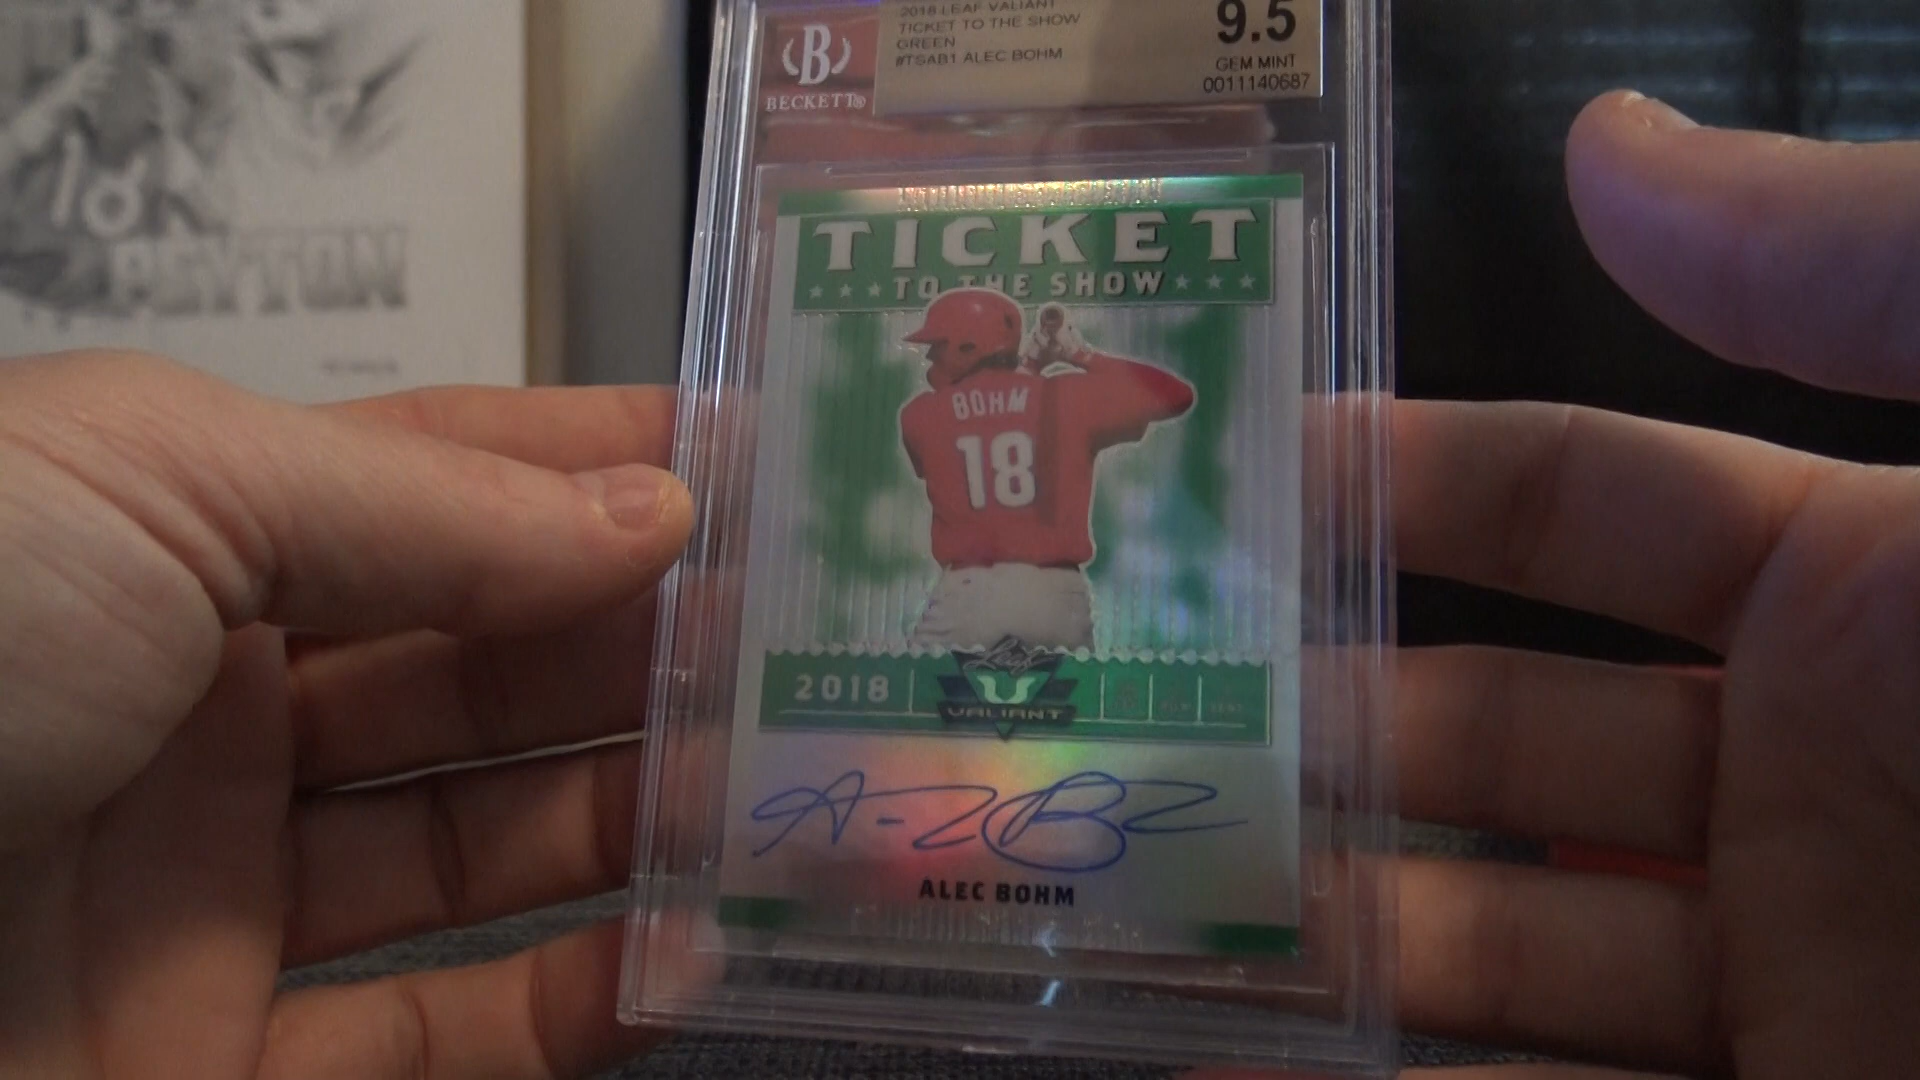 2018 LEAF VALIANT
TICKET TO THE SHOW
GREEN
#TSAB1 ALEC BOHM
9.5
GEM MINT
0011140687
B
BECKETT®
18
PEYTON
TICKET
TO THE SHOW
BOHM
18
2018
Leaf
VALIANT
ALEC BOHM